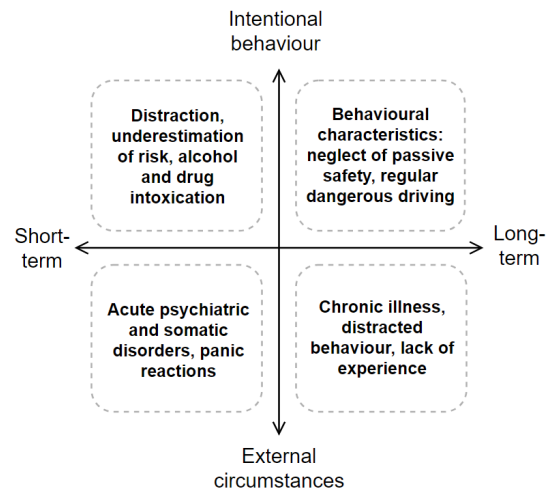 Intentional
behaviour
Distraction,
underestimation
of risk, alcohol
and drug
intoxication
Behavioural
characteristics:
neglect of passive
safety, regular
dangerous driving
Short-
term
Long-
term
Acute psychiatric
and somatic
disorders, panic
reactions
Chronic illness,
distracted
behaviour, lack of
experience
External
circumstances